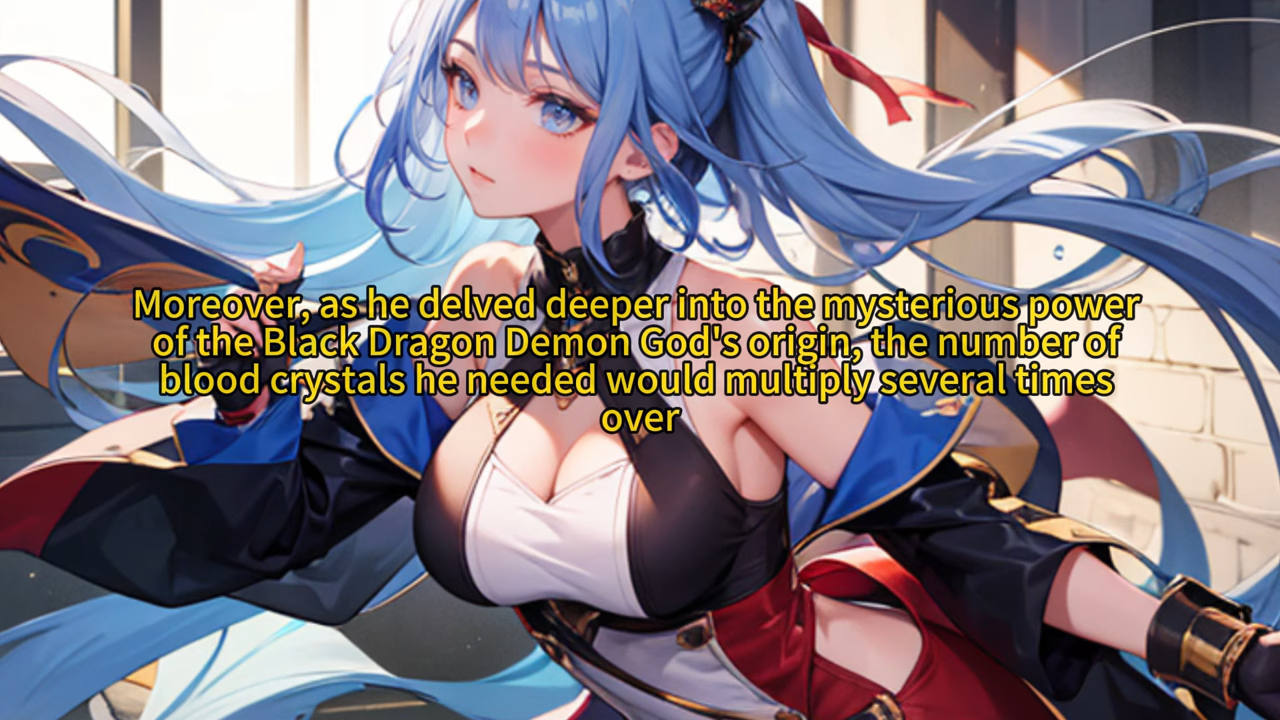 Moreover, as he delved deeper into the mysterious power
of the Black Dragon Demon God's origin, the number of
blood crystals he needed would multiply several times
over